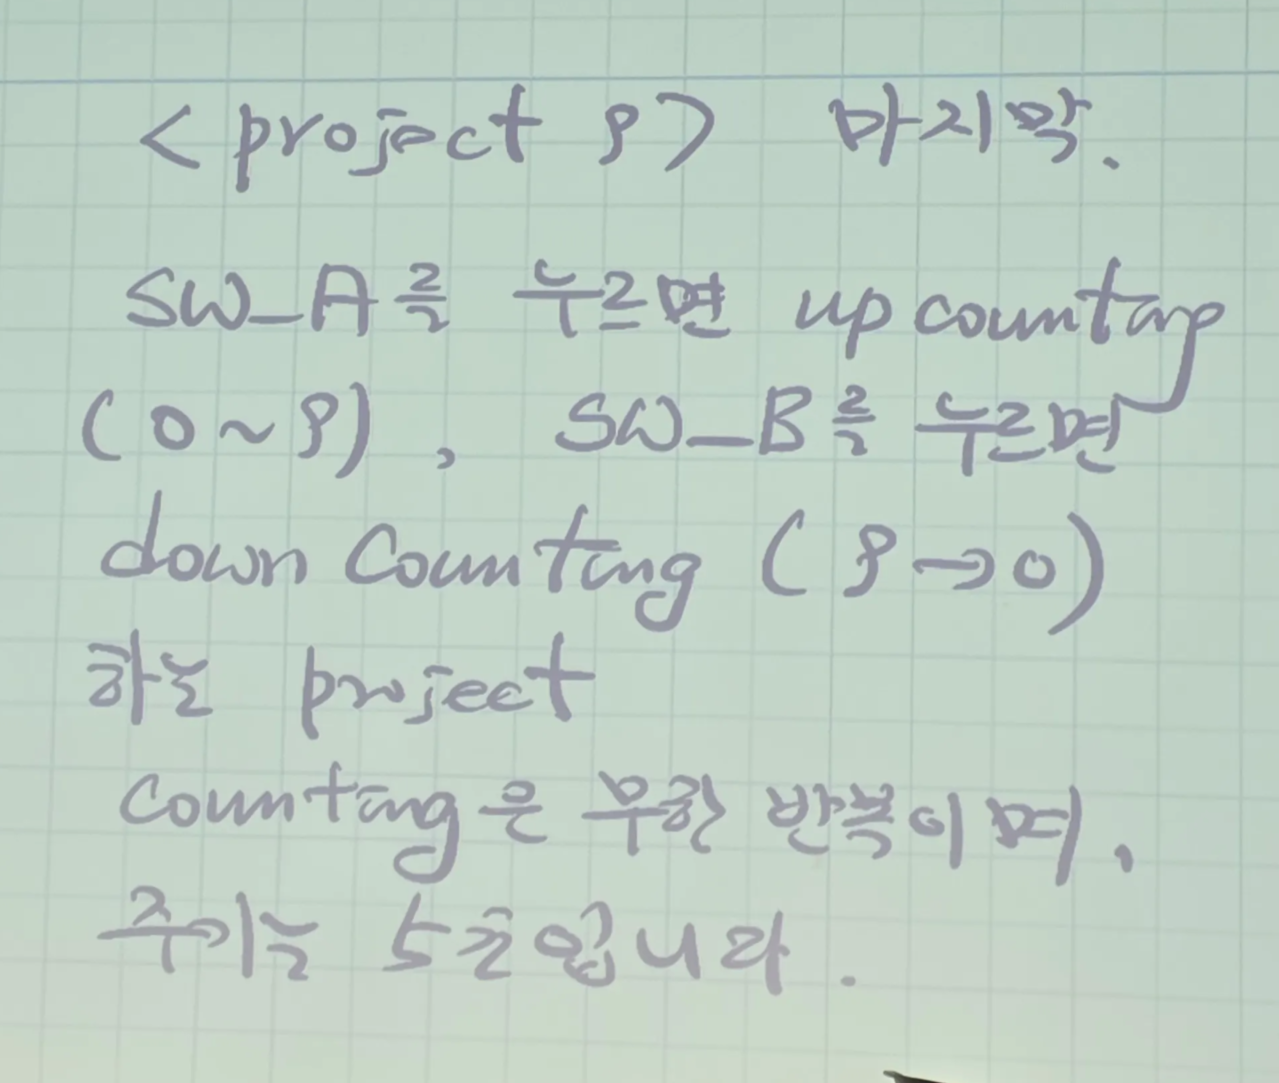 <project 9> 마지막.
SW_A를 누르면 up counting
(0~9), SW_B를 누르면
down counting (9→0)
하는 project
counting은 무한 반복이며,
주기는 5초입니다.